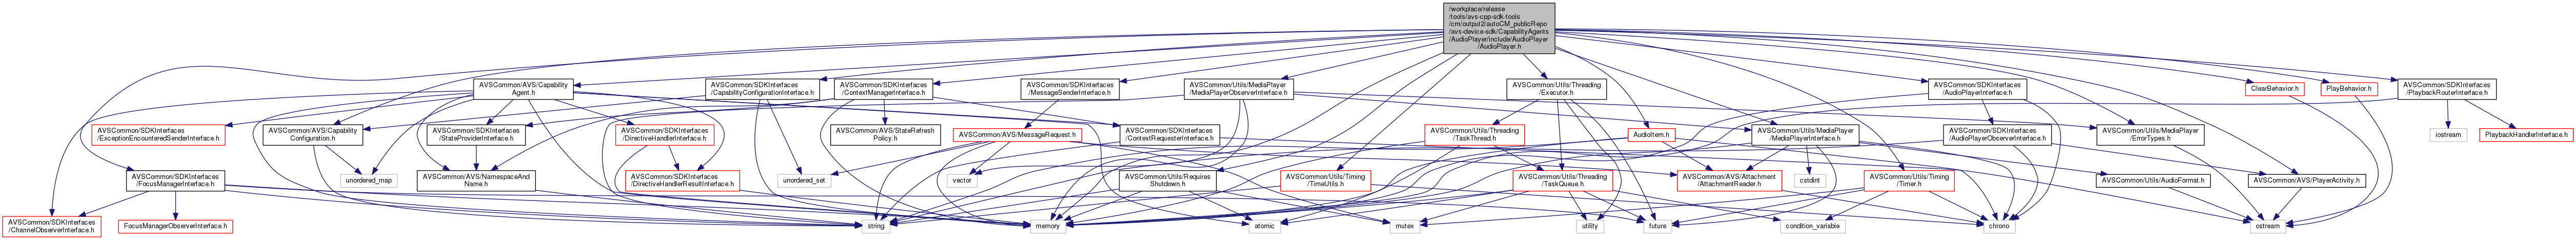 /workplace/release
/tools/avs-cpp-sdk-tools
/cm/output2/autoCM_publicRepo
/avs-device-sdk/CapabilityAgents
/AudioPlayer/include/AudioPlayer
/AudioPlayer.h
AVSCommon/AVS/Capability
Agent.h
AVSCommon/SDKInterfaces
/CapabilityConfigurationInterface.h
AVSCommon/SDKInterfaces
/ContextManagerInterface.h
AVSCommon/SDKInterfaces
/MessageSenderInterface.h
AVSCommon/Utils/MediaPlayer
/MediaPlayerObserverInterface.h
AVSCommon/Utils/Threading
/Executor.h
AVSCommon/SDKInterfaces
/AudioPlayerInterface.h
ClearBehavior.h
PlayBehavior.h
AVSCommon/SDKInterfaces
/PlaybackRouterInterface.h
AVSCommon/SDKInterfaces
/ExceptionEncounteredSenderInterface.h
AVSCommon/AVS/Capability
Configuration.h
AVSCommon/SDKInterfaces
/StateProviderInterface.h
AVSCommon/SDKInterfaces
/DirectiveHandlerInterface.h
AVSCommon/AVS/StateRefresh
Policy.h
AVSCommon/AVS/MessageRequest.h
AVSCommon/SDKInterfaces
/ContextRequesterInterface.h
AVSCommon/Utils/Threading
/TaskThread.h
AudioItem.h
AVSCommon/Utils/MediaPlayer
/MediaPlayerInterface.h
AVSCommon/SDKInterfaces
/AudioPlayerObserverInterface.h
AVSCommon/Utils/MediaPlayer
/ErrorTypes.h
iostream
PlaybackHandlerInterface.h
AVSCommon/SDKInterfaces
/FocusManagerInterface.h
unordered_map
AVSCommon/AVS/NamespaceAnd
Name.h
AVSCommon/SDKInterfaces
/DirectiveHandlerResultInterface.h
unordered_set
vector
AVSCommon/Utils/Requires
Shutdown.h
AVSCommon/Utils/Timing
/TimeUtils.h
AVSCommon/Utils/Threading
/TaskQueue.h
AVSCommon/AVS/Attachment
/AttachmentReader.h
cstdint
AVSCommon/Utils/Timing
/Timer.h
AVSCommon/Utils/AudioFormat.h
AVSCommon/AVS/PlayerActivity.h
AVSCommon/SDKInterfaces
/ChannelObserverInterface.h
FocusManagerObserverInterface.h
string
memory
atomic
mutex
utility
future
condition_variable
chrono
ostream